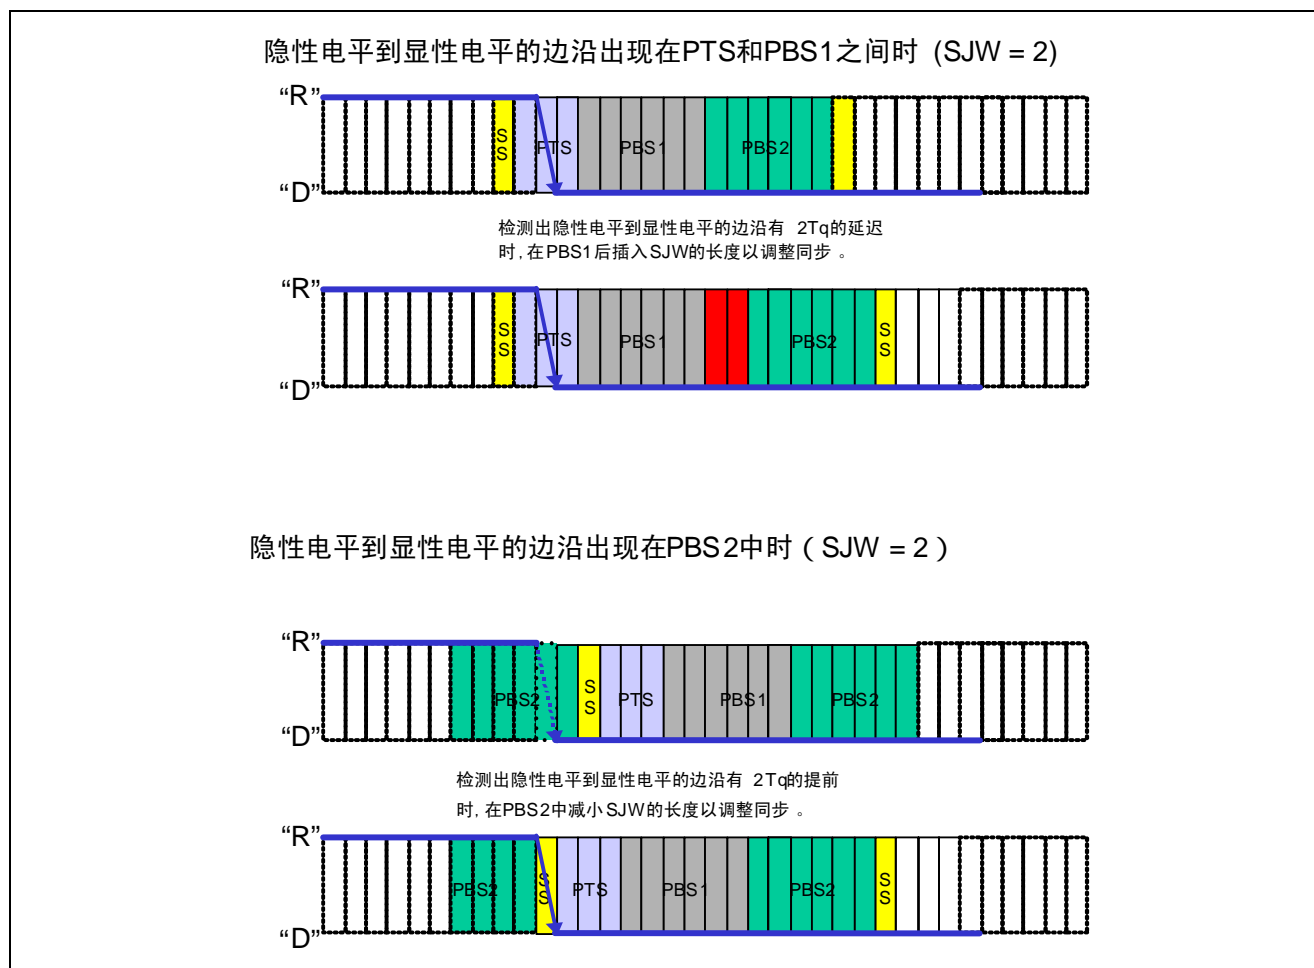 隐性电平到显性电平的边沿出现在PTS和PBS1之间时 (SJW = 2)
“R”
SS PTS PBS1 PBS2
“D”
检测出隐性电平到显性电平的边沿有 2Tq的延迟
时,在PBS1后插入SJW的长度以调整同步 。
“R”
SS PTS PBS1 PBS2 SS
“D”
隐性电平到显性电平的边沿出现在PBS2中时 ( SJW = 2 )
“R”
PBS2 SS PTS PBS1 PBS2
“D”
检测出隐性电平到显性电平的边沿有 2Tq的提前
时,在PBS2中减小SJW的长度以调整同步 。
“R”
PBS2 SS PTS PBS1 PBS2 SS
“D”